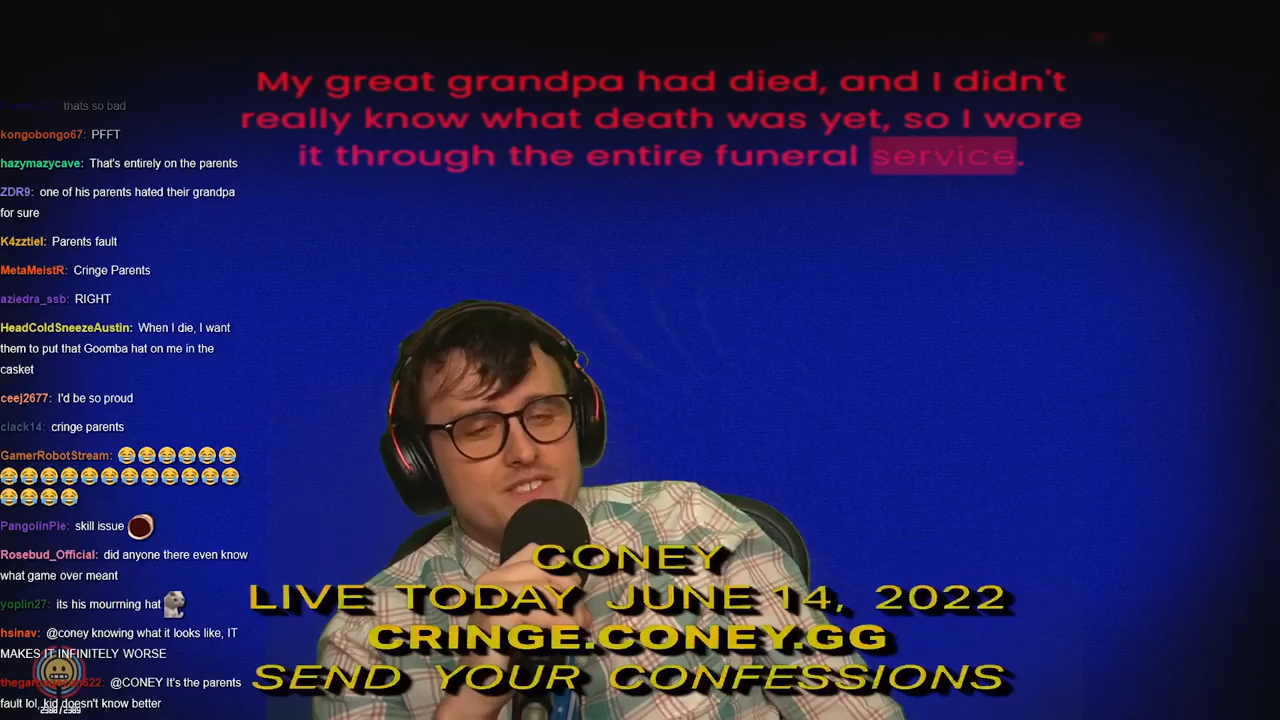 My great grandpa had died, and I didn't
really know what death was yet, so I wore
it through the entire funeral service.
thats so bad
kongobongo67: PFFT
hazymazycave: That's entirely on the parents
ZDR9: one of his parents hated their grandpa
for sure
K4zztiel: Parents fault
MetaMeistR: Cringe Parents
aziedra_ssb: RIGHT
HeadColdSneezeAustin: When I die, I want
them to put that Goomba hat on me in the
casket
ceej2677: I'd be so proud
clack14: cringe parents
GamerRobotStream:
PangolinPie: skill issue
Rosebud_Official: did anyone there even know
what game over meant
yoplin27: its his mourrning hat
hsinav: @coney knowing what it looks like, IT
MAKES IT INFINITELY WORSE
@CONEY It's the parents
fault lol, kid doesn't know better
CONEY
LIVE TODAY JUNE 14, 2022
CRINGE.CONEY.GG
SEND YOUR CONFESSIONS